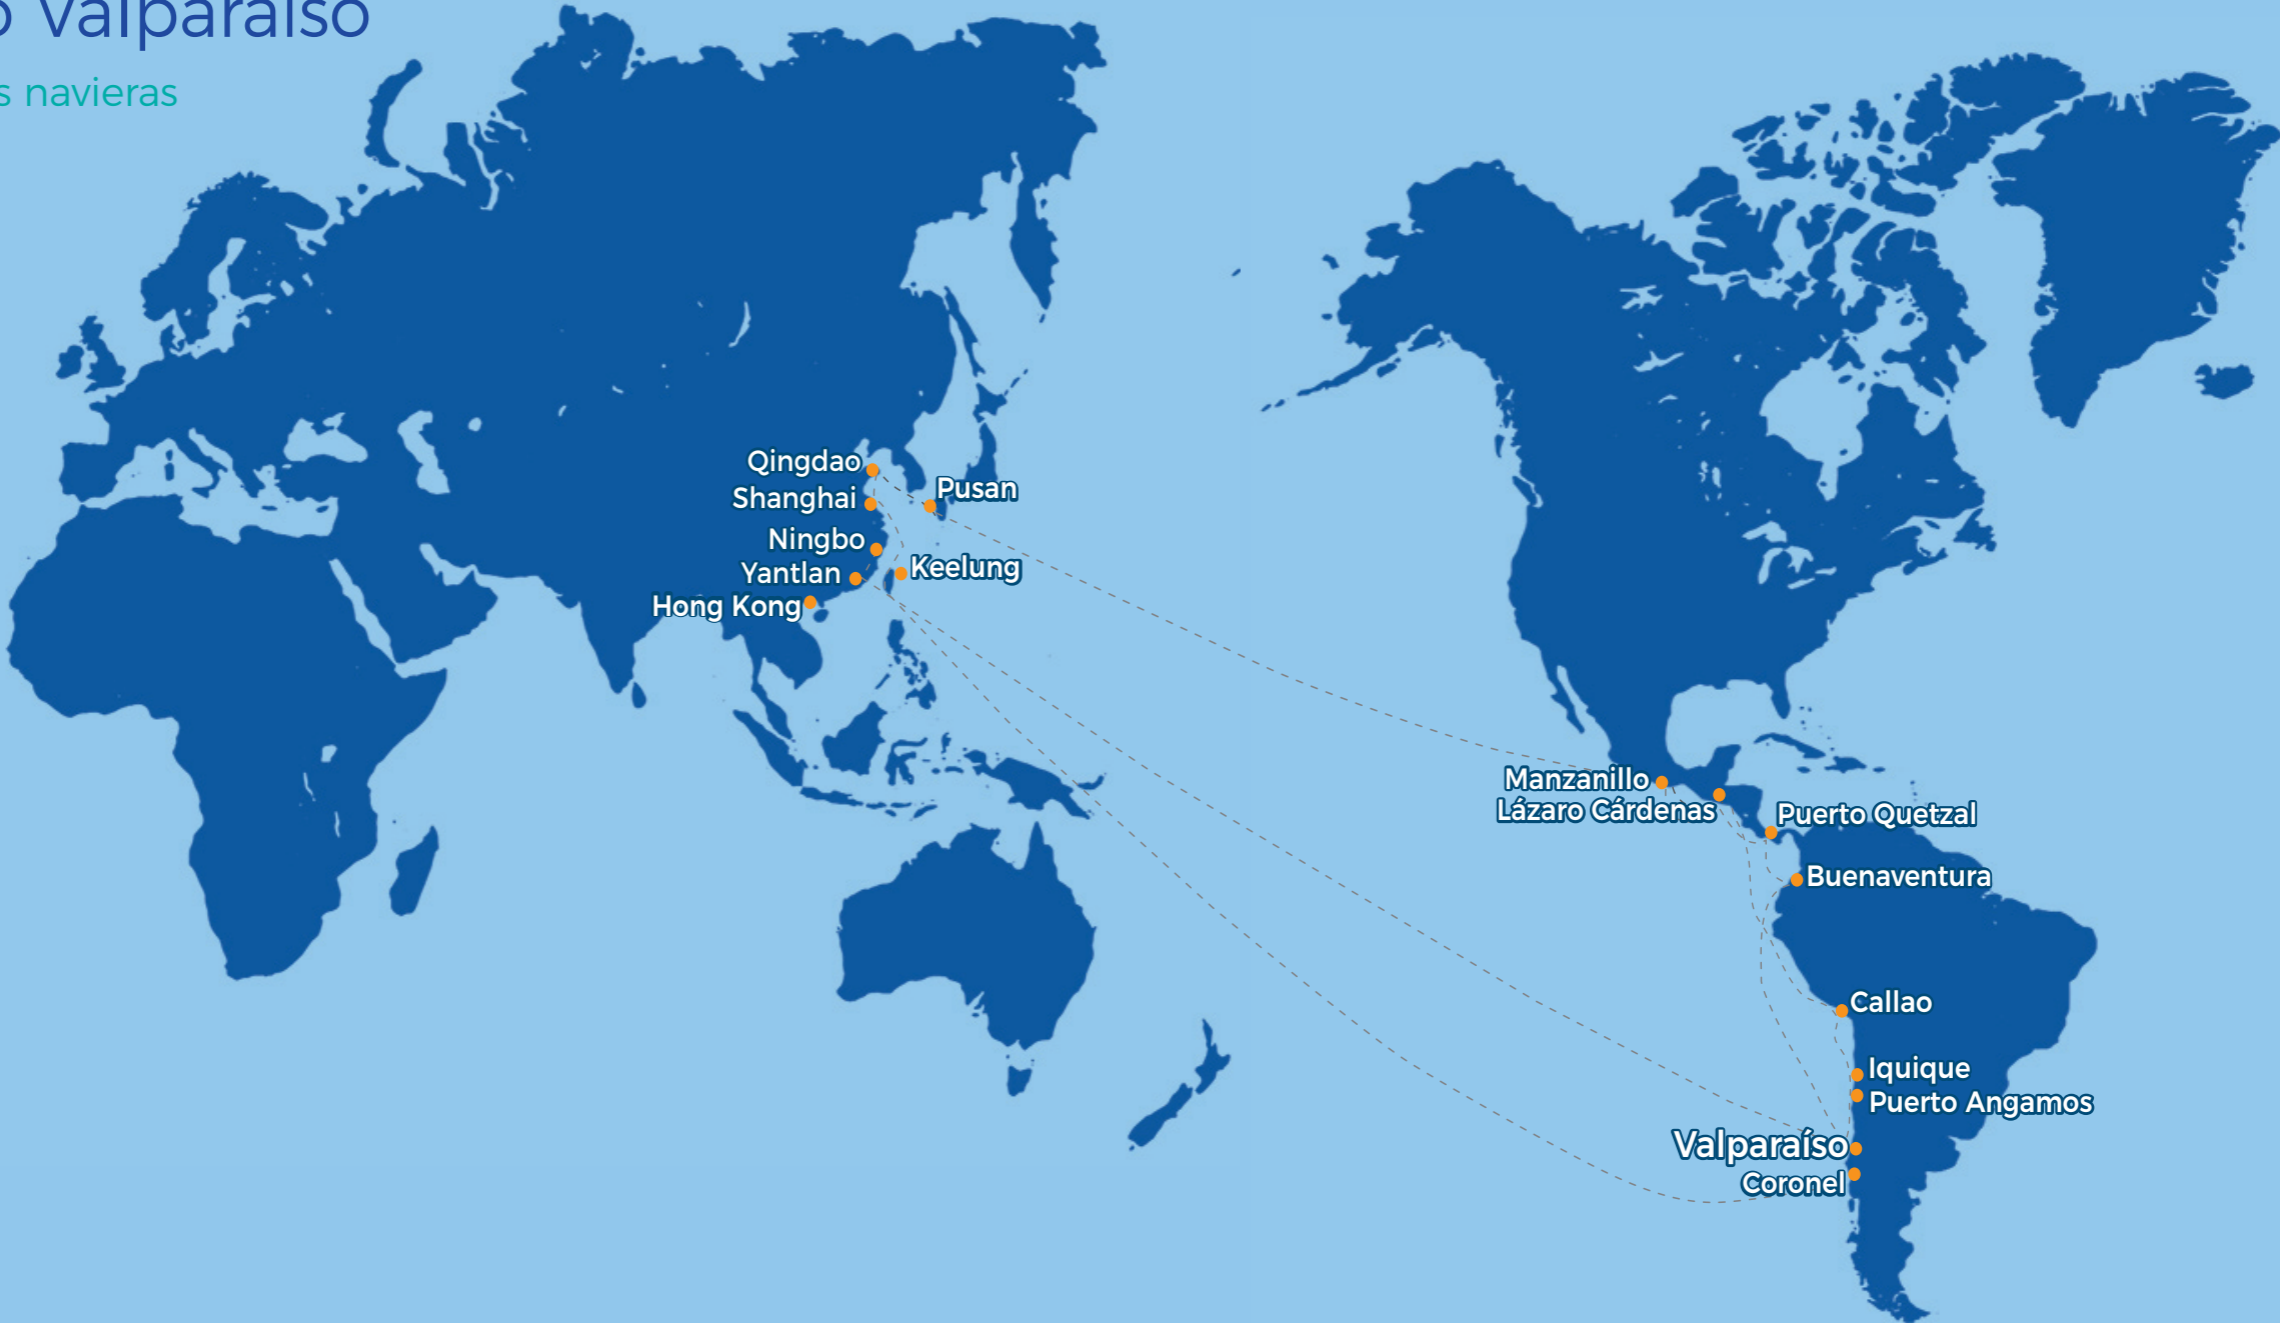 Valparaíso
navieras
Qingdao
Pusan
Shanghai
Ningbo
Keelung
Yantlan
Hong Kong
Manzanillo
Lázaro Cárdenas
Puerto Quetzal
Buenaventura
Callao
Iquique
Puerto Angamos
Valparaíso
Coronel